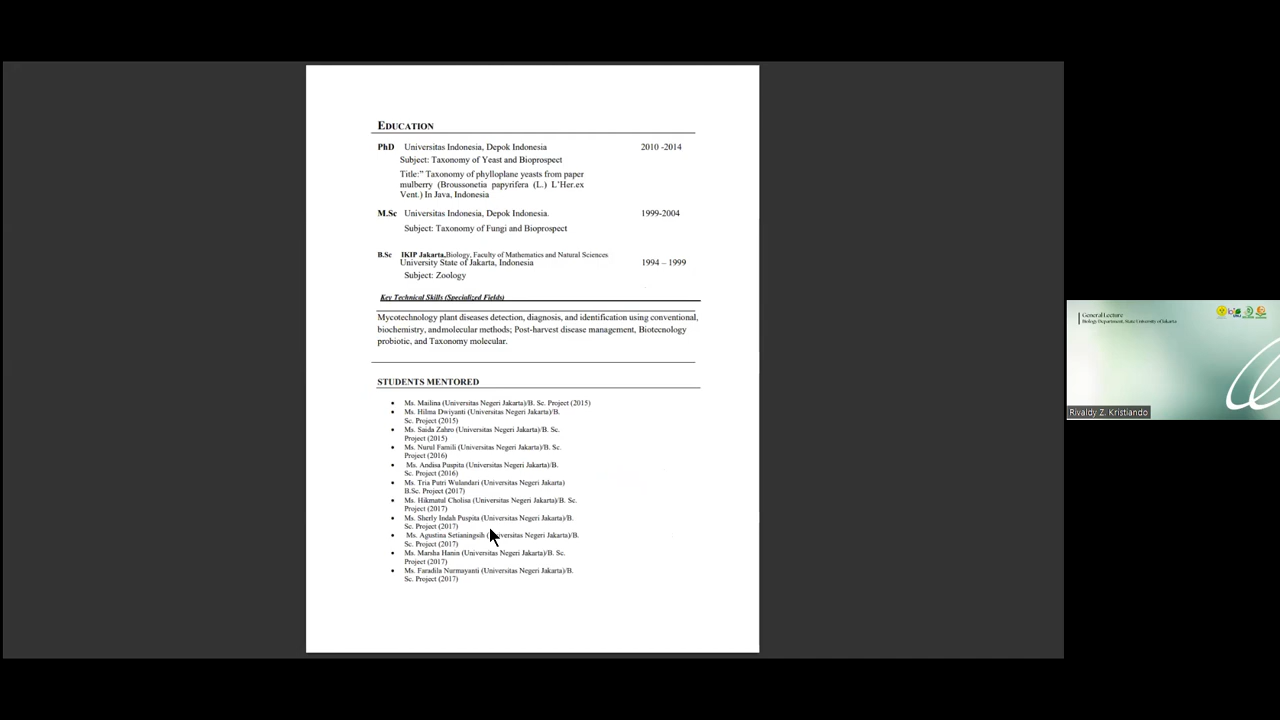 EDUCATION
PhD Universitas Indonesia, Depok Indonesia 2010 -2014
Subject: Taxonomy of Yeast and Bioprospect
Title:" Taxonomy of phylloplane yeasts from paper
mulberry (Broussonetia papyrifera (L.) L'Her.ex
Vent.) In Java, Indonesia
M.Sc Universitas Indonesia, Depok Indonesia. 1999-2004
Subject: Taxonomy of Fungi and Bioprospect
B.Sc IKIP Jakarta,Biology, Faculty of Mathematics and Natural Sciences
University State of Jakarta, Indonesia 1994 – 1999
Subject: Zoology
Key Technical Skills (Specialized Fields)
Mycotechnology plant diseases detection, diagnosis, and identification using conventional,
biochemistry, andmolecular methods; Post-harvest disease management, Biotecnology
probiotic, and Taxonomy molecular.
STUDENTS MENTORED
• Ms. Mailina (Universitas Negeri Jakarta)/B. Sc. Project (2015)
• Ms. Hilma Dwiyanti (Universitas Negeri Jakarta)/B.
Sc. Project (2015)
• Ms. Saida Zahro (Universitas Negeri Jakarta)/B. Sc.
Project (2015)
• Ms. Nurul Famili (Universitas Negeri Jakarta)/B. Sc.
Project (2016)
• Ms. Andisa Puspita (Universitas Negeri Jakarta)/B.
Sc. Project (2016)
• Ms. Tria Putri Wulandari (Universitas Negeri Jakarta)
B.Sc. Project (2017)
• Ms. Hikmatul Cholisa (Universitas Negeri Jakarta)/B. Sc.
Project (2017)
• Ms. Sherly Indah Puspita (Universitas Negeri Jakarta)/B.
Sc. Project (2017)
• Ms. Agustina Setianingsih (Universitas Negeri Jakarta)/B.
Sc. Project (2017)
• Ms. Marsha Hanin (Universitas Negeri Jakarta)/B. Sc.
Project (2017)
• Ms. Faradila Nurmayanti (Universitas Negeri Jakarta)/B.
Sc. Project (2017)
General Lecture
Biology Department, State University of Jakarta
Rivaldy Z. Kristiando